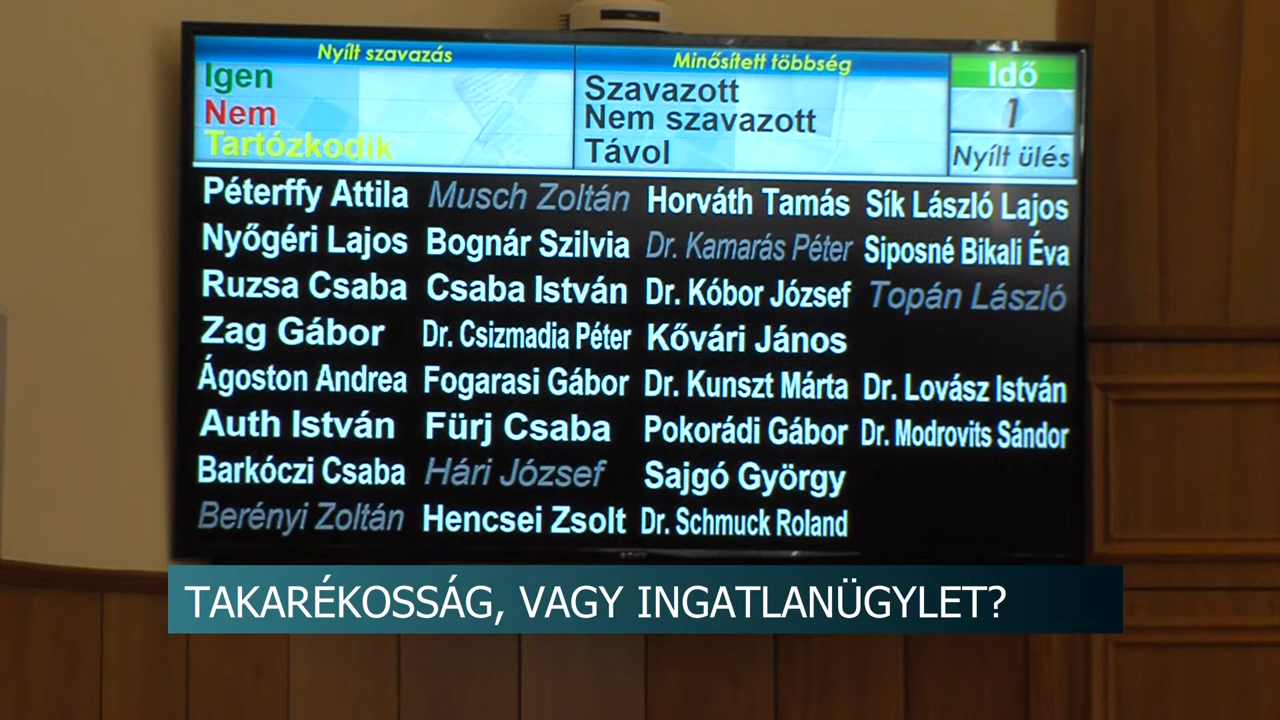 Nyílt szavazás
Igen
Nem
Tartózkodik
Minősített többség
Szavazott
Nem szavazott
Távol
Idő
1
Nyílt ülés
Péterffy Attila Musch Zoltán Horváth Tamás Sík László Lajos
Nyőgéri Lajos Bognár Szilvia Dr. Kamarás Péter Siposné Bikali Éva
Ruzsa Csaba Csaba István Dr. Kóbor József Topán László
Zag Gábor Dr. Csizmadia Péter Kővári János
Ágoston Andrea Fogarasi Gábor Dr. Kunszt Márta Dr. Lovász István
Auth István Fürj Csaba Pokorádi Gábor Dr. Modrovits Sándor
Barkóczi Csaba Hári József Sajgó György
Berényi Zoltán Hencsei Zsolt Dr. Schmuck Roland
TAKARÉKOSSÁG, VAGY INGATLANÜGYLET?